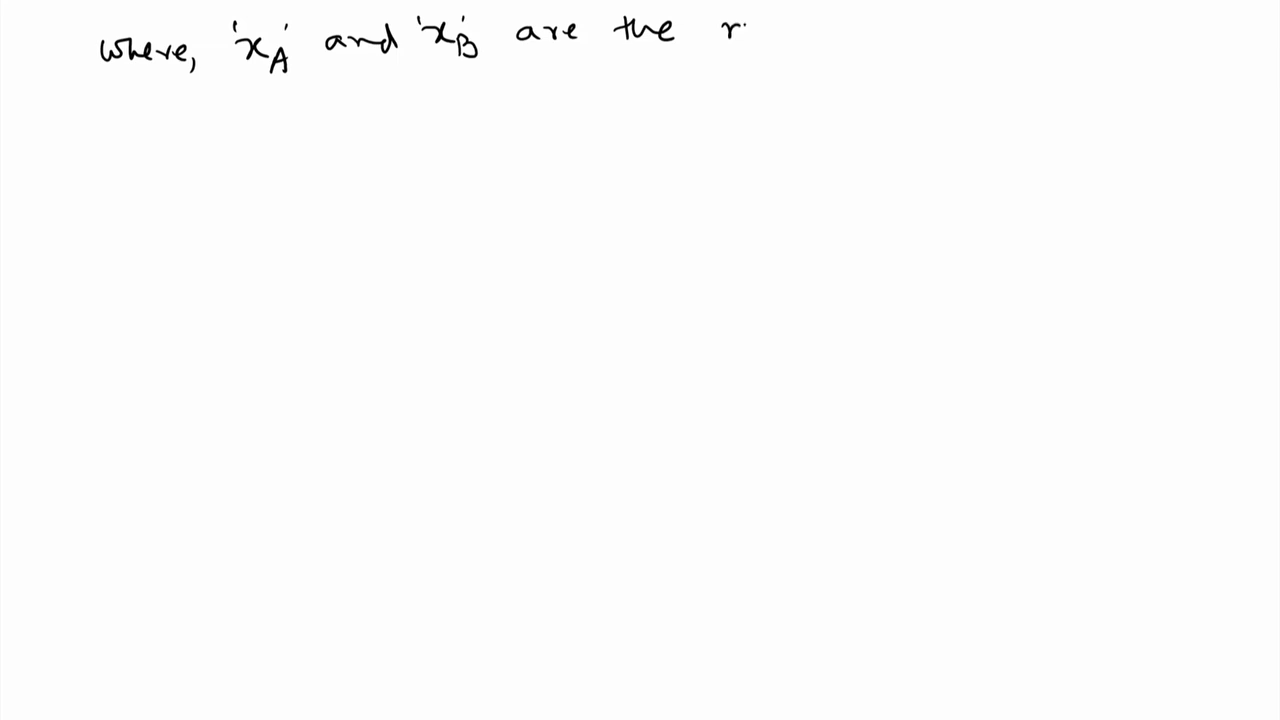 where, 'x_A' and 'x_B' are the r